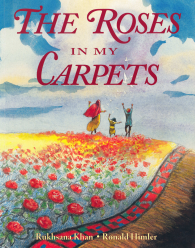 THE ROSES
IN MY
CARPETS
Rukhsana Khan • Ronald Himler